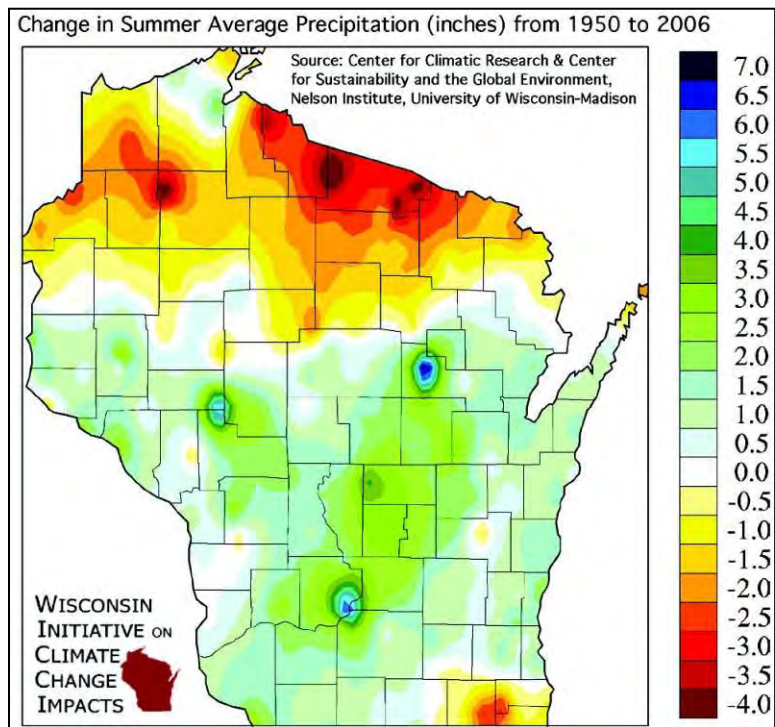 Change in Summer Average Precipitation (inches) from 1950 to 2006
Source: Center for Climatic Research & Center
for Sustainability and the Global Environment,
Nelson Institute, University of Wisconsin-Madison
7.0
6.5
6.0
5.5
5.0
4.5
4.0
3.5
3.0
2.5
2.0
1.5
1.0
0.5
0.0
-0.5
-1.0
-1.5
-2.0
-2.5
-3.0
-3.5
-4.0
WISCONSIN
INITIATIVE ON
CLIMATE
CHANGE
IMPACTS